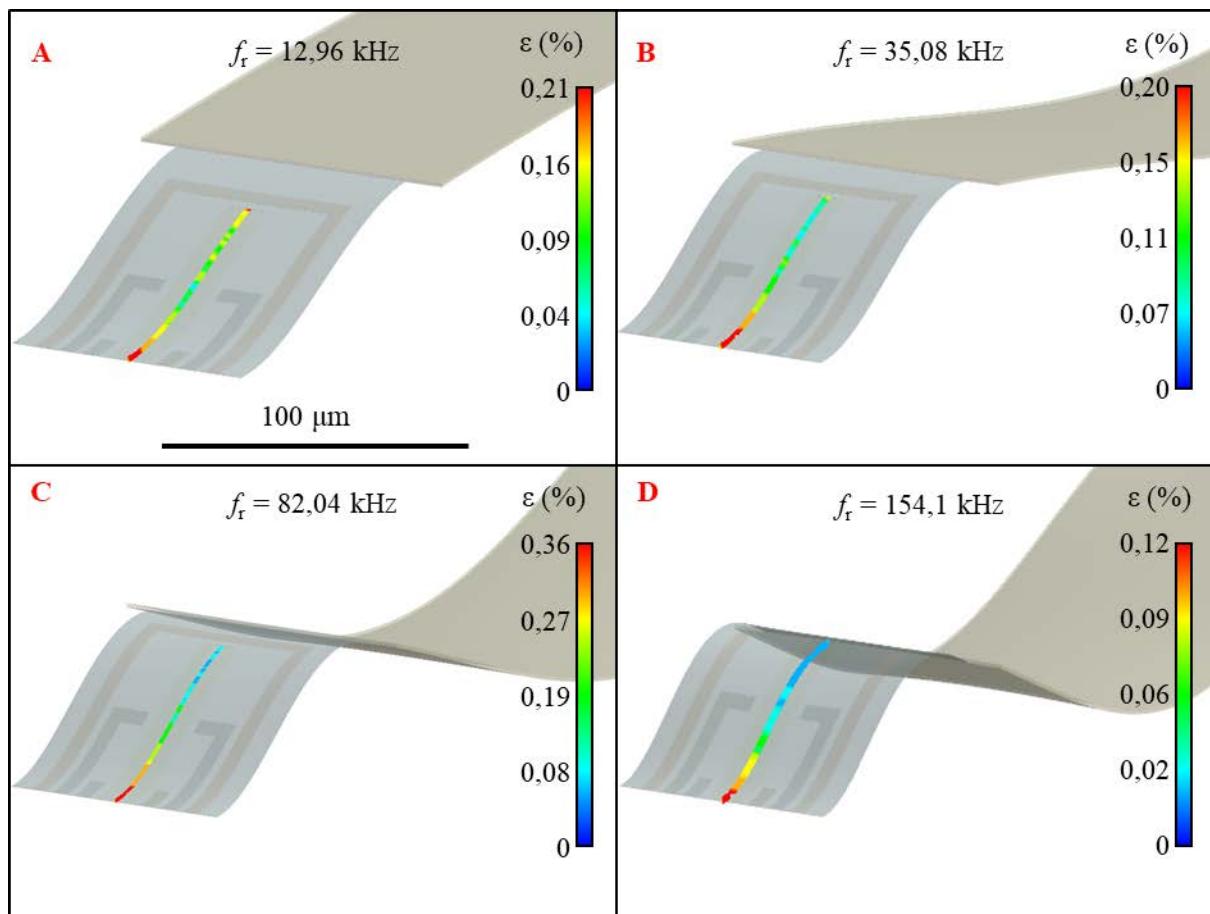 A
fr = 12,96 kHz
ε (%)
0,21
0,16
0,09
0,04
0
100 μm
B
fr = 35,08 kHz
ε (%)
0,20
0,15
0,11
0,07
0
C
fr = 82,04 kHz
ε (%)
0,36
0,27
0,19
0,08
0
D
fr = 154,1 kHz
ε (%)
0,12
0,09
0,06
0,02
0